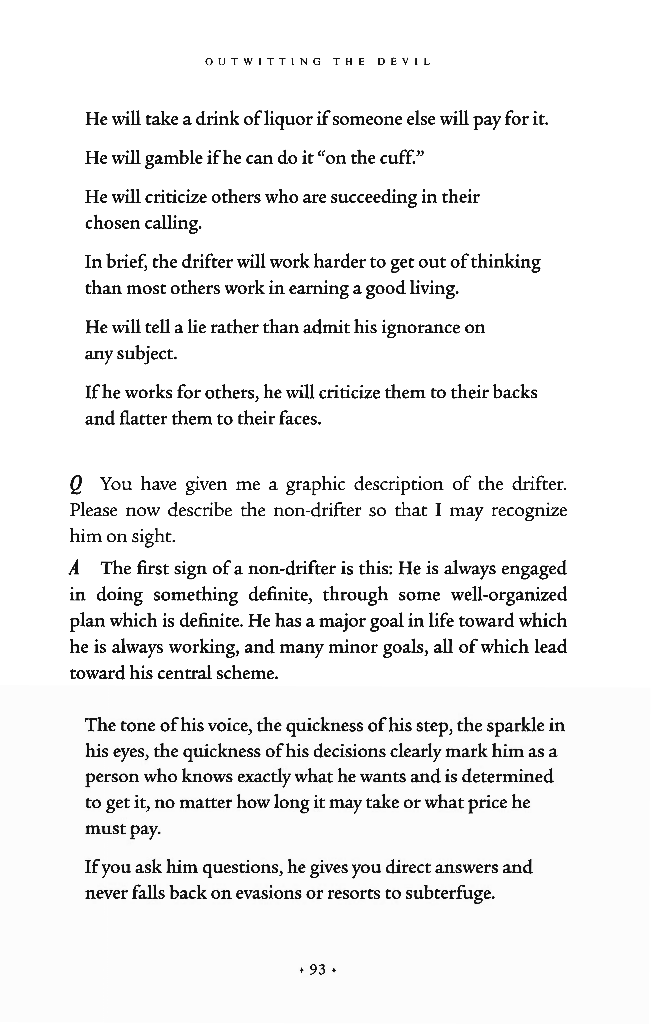 OUTWITTING THE DEVIL
He will take a drink of liquor if someone else will pay for it.
He will gamble if he can do it “on the cuff.”
He will criticize others who are succeeding in their
chosen calling.
In brief, the drifter will work harder to get out of thinking
than most others work in earning a good living.
He will tell a lie rather than admit his ignorance on
any subject.
If he works for others, he will criticize them to their backs
and flatter them to their faces.
Q You have given me a graphic description of the drifter.
Please now describe the non-drifter so that I may recognize
him on sight.
A The first sign of a non-drifter is this: He is always engaged
in doing something definite, through some well-organized
plan which is definite. He has a major goal in life toward which
he is always working, and many minor goals, all of which lead
toward his central scheme.
The tone of his voice, the quickness of his step, the sparkle in
his eyes, the quickness of his decisions clearly mark him as a
person who knows exactly what he wants and is determined
to get it, no matter how long it may take or what price he
must pay.
If you ask him questions, he gives you direct answers and
never falls back on evasions or resorts to subterfuge.
• 93 •